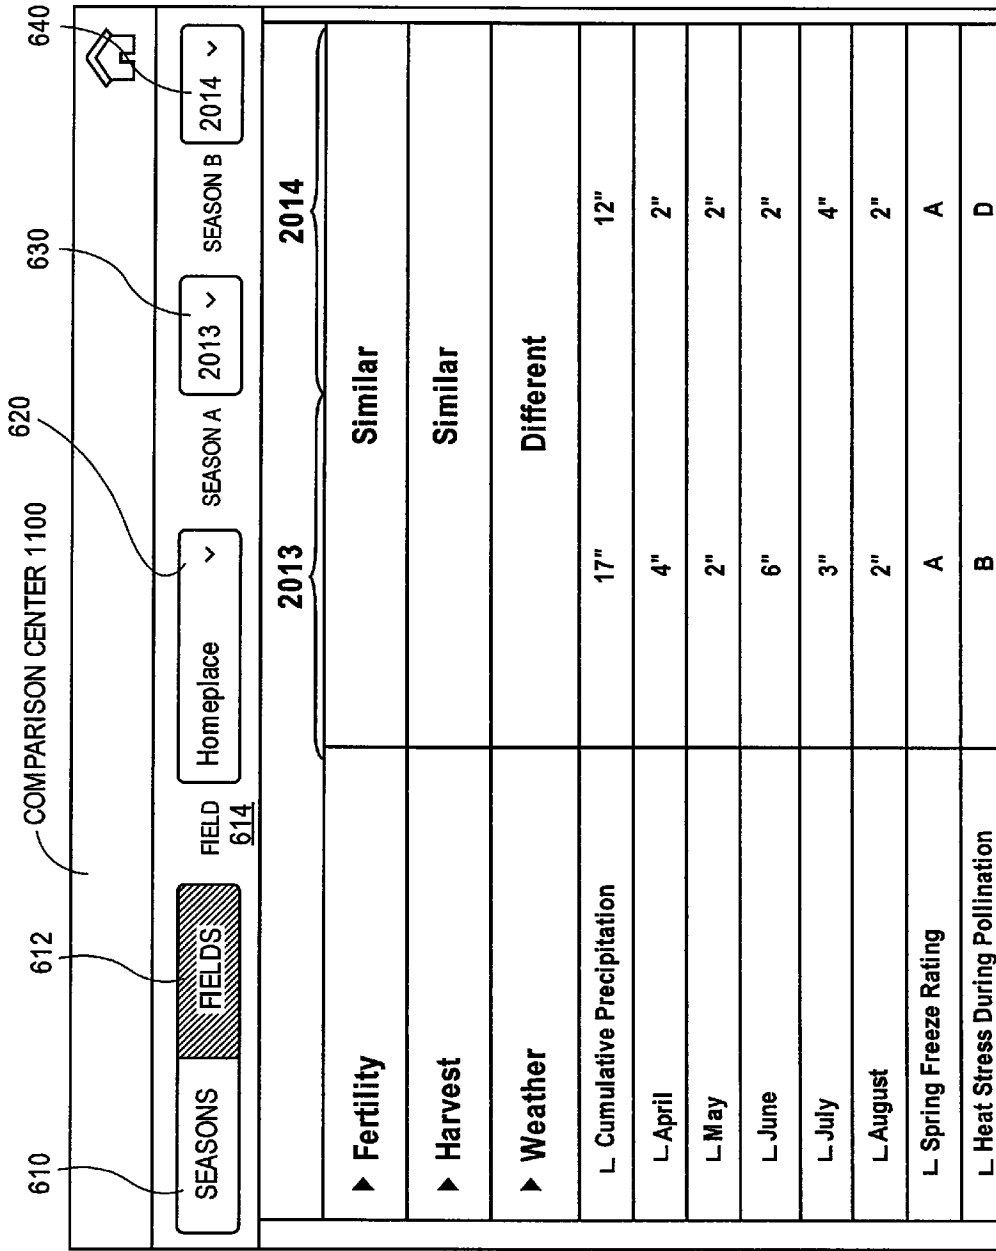 COMPARISON CENTER 1100
610
612
620
630
640
SEASONS
FIELDS
FIELD
614
Homeplace
SEASON A
2013
SEASON B
2014
2013
2014
Fertility
Similar
Harvest
Similar
Weather
Different
Cumulative Precipitation 17" 12"
April 4" 2"
May 2" 2"
June 6" 2"
July 3" 4"
August 2" 2"
Spring Freeze Rating A A
Heat Stress During Pollination B D